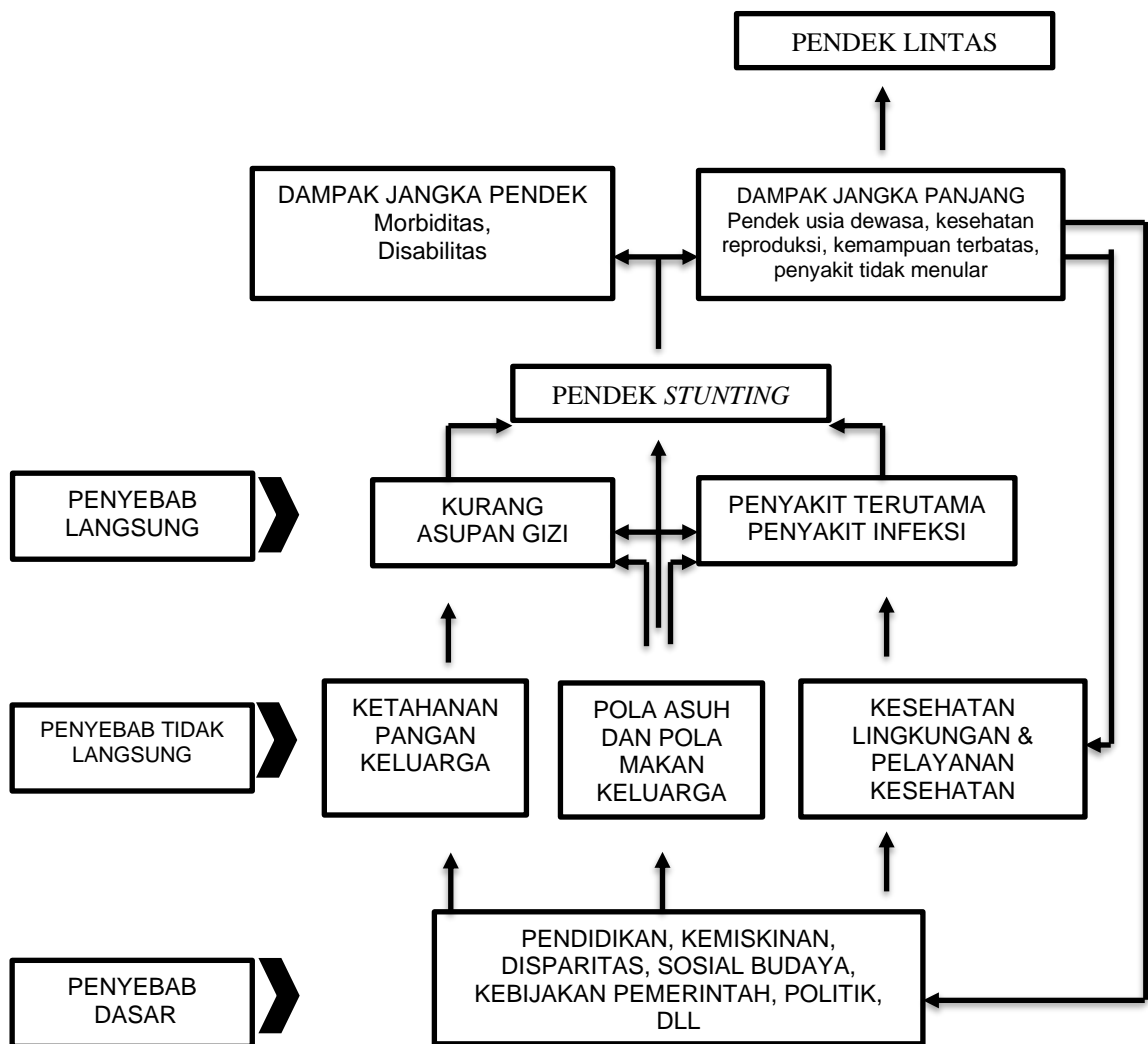 PENDEK LINTAS
DAMPAK JANGKA PENDEK
Morbiditas,
Disabilitas
DAMPAK JANGKA PANJANG
Pendek usia dewasa, kesehatan
reproduksi, kemampuan terbatas,
penyakit tidak menular
PENDEK STUNTING
PENYEBAB
LANGSUNG
KURANG
ASUPAN GIZI
PENYAKIT TERUTAMA
PENYAKIT INFEKSI
PENYEBAB TIDAK
LANGSUNG
KETAHANAN
PANGAN
KELUARGA
POLA ASUH
DAN POLA
MAKAN
KELUARGA
KESEHATAN
LINGKUNGAN &
PELAYANAN
KESEHATAN
PENYEBAB
DASAR
PENDIDIKAN, KEMISKINAN,
DISPARITAS, SOSIAL BUDAYA,
KEBIJAKAN PEMERINTAH, POLITIK,
DLL